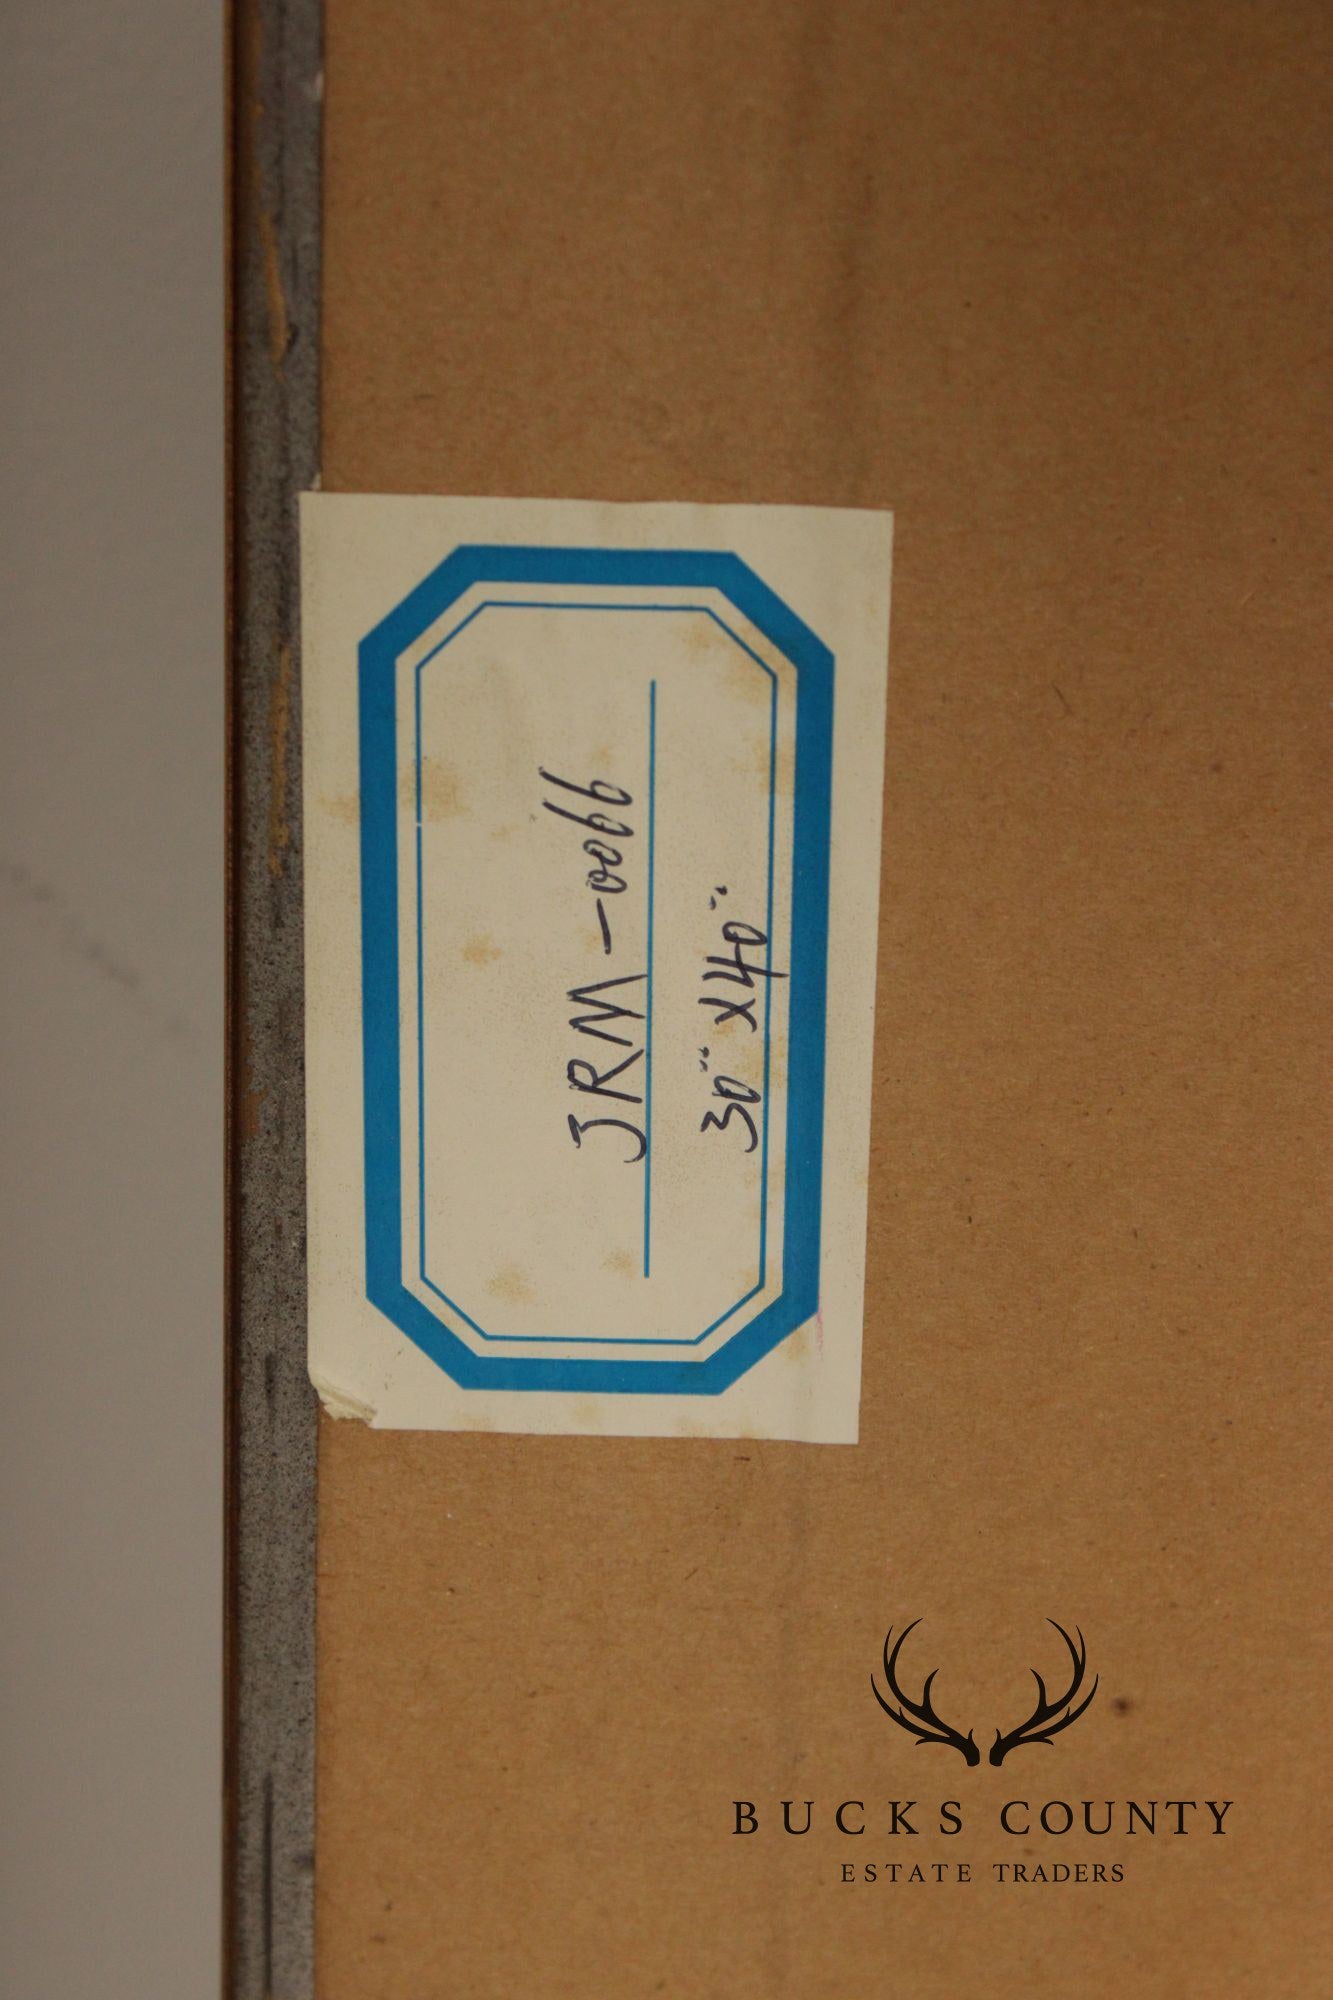 JRM-0066
30" X 40"
BUCKS COUNTY
ESTATE TRADERS